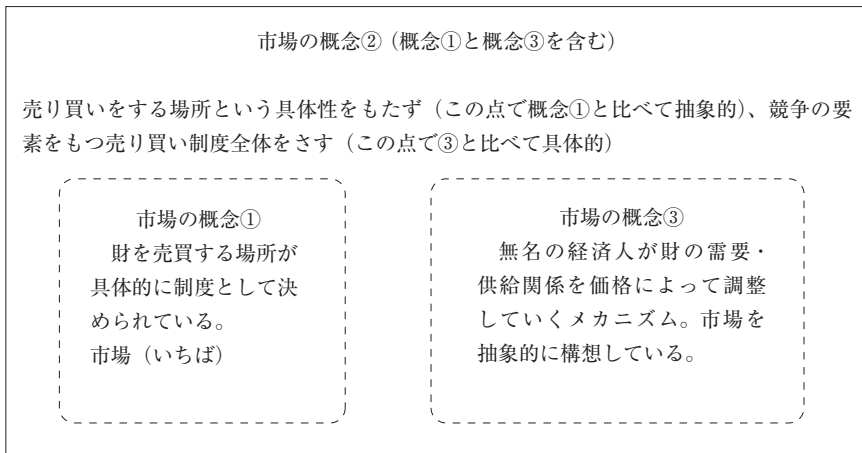 市場の概念②（概念①と概念③を含む）
売り買いをする場所という具体性をもたず（この点で概念①と比べて抽象的）、競争の要
素をもつ売り買い制度全体をさす（この点で③と比べて具体的）
市場の概念①
財を売買する場所が
具体的に制度として決
められている。
市場（いちば）
市場の概念③
無名の経済人が財の需要・
供給関係を価格によって調整
していくメカニズム。市場を
抽象的に構想している。